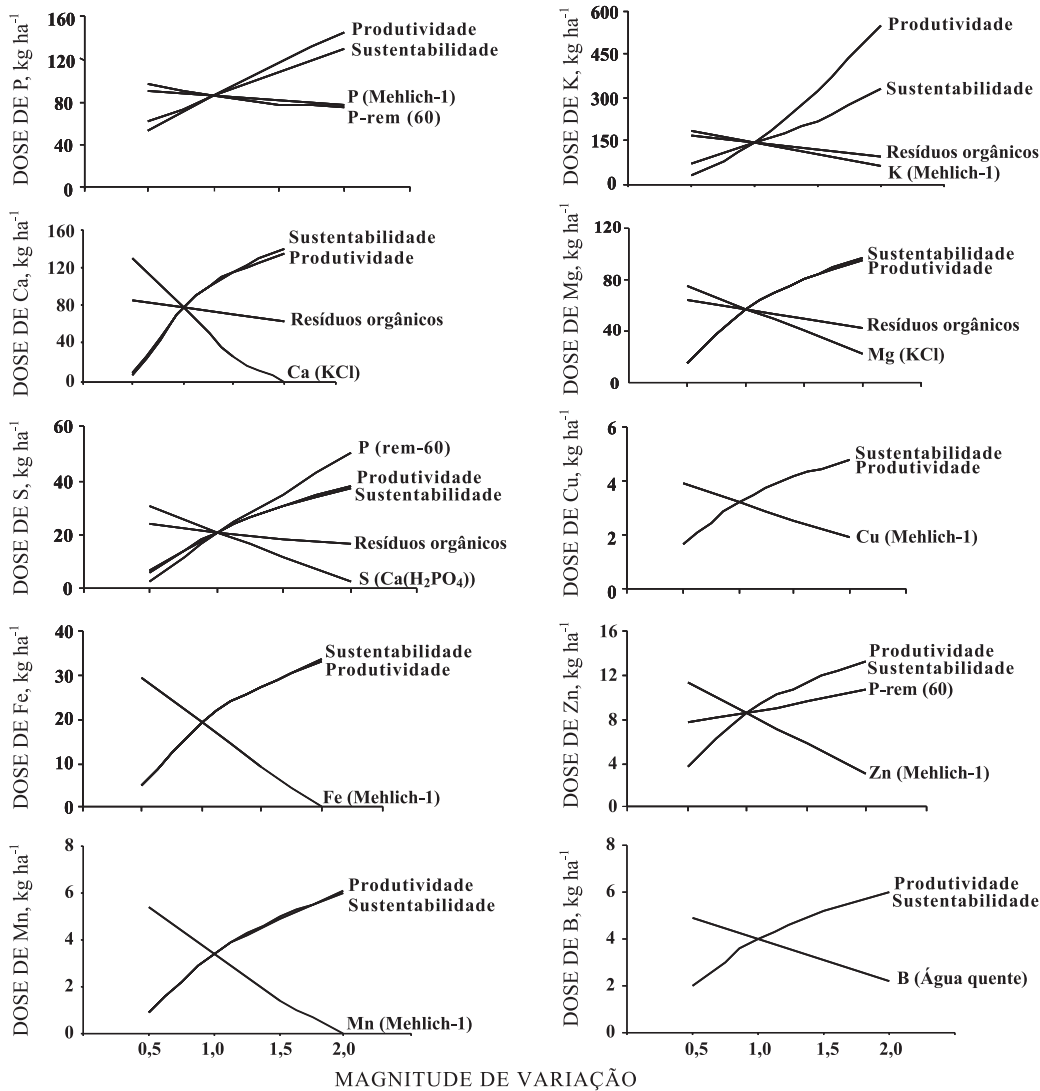 DOSE DE P, kg ha⁻¹
160
120
80
40
0
Produtividade
Sustentabilidade
P (Mehlich-1)
P-rem (60)
DOSE DE K, kg ha⁻¹
600
450
300
150
0
Produtividade
Sustentabilidade
Resíduos orgânicos
K (Mehlich-1)
DOSE DE Ca, kg ha⁻¹
160
120
80
40
0
Sustentabilidade
Produtividade
Resíduos orgânicos
Ca (KCl)
DOSE DE Mg, kg ha⁻¹
120
80
40
0
Sustentabilidade
Produtividade
Resíduos orgânicos
Mg (KCl)
DOSE DE S, kg ha⁻¹
60
40
20
0
P (rem-60)
Produtividade
Sustentabilidade
Resíduos orgânicos
S (Ca(H₂PO₄))
DOSE DE Cu, kg ha⁻¹
6
4
2
0
Sustentabilidade
Produtividade
Cu (Mehlich-1)
DOSE DE Fe, kg ha⁻¹
40
30
20
10
0
Sustentabilidade
Produtividade
Fe (Mehlich-1)
DOSE DE Zn, kg ha⁻¹
16
12
8
4
0
Produtividade
Sustentabilidade
P-rem (60)
Zn (Mehlich-1)
DOSE DE Mn, kg ha⁻¹
8
6
4
2
0
Produtividade
Sustentabilidade
Mn (Mehlich-1)
0,5 1,0 1,5 2,0
DOSE DE B, kg ha⁻¹
8
6
4
2
0
Produtividade
Sustentabilidade
B (Água quente)
0,5 1,0 1,5 2,0
MAGNITUDE DE VARIAÇÃO